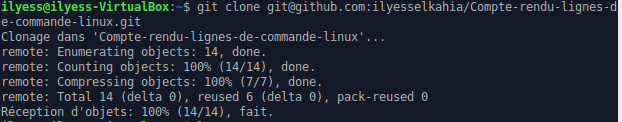 ilyess@ilyess-VirtualBox:~$ git clone git@github.com:ilyesselkahia/Compte-rendu-lignes-d
e-commande-linux.git
Clonage dans 'Compte-rendu-lignes-de-commande-linux'...
remote: Enumerating objects: 14, done.
remote: Counting objects: 100% (14/14), done.
remote: Compressing objects: 100% (7/7), done.
remote: Total 14 (delta 0), reused 6 (delta 0), pack-reused 0
Réception d'objets: 100% (14/14), fait.